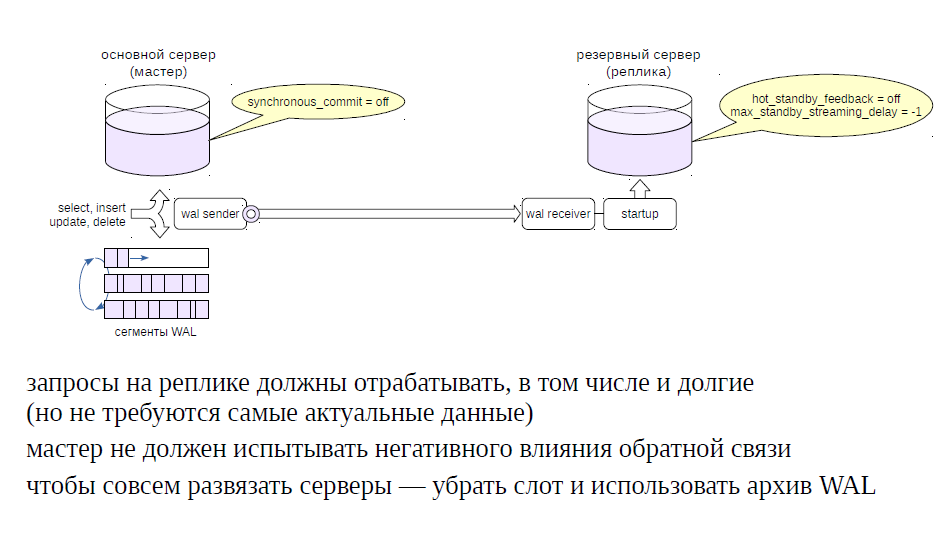 основной сервер
(мастер)
резервный сервер
(реплика)
synchronous_commit = off
hot_standby_feedback = off
max_standby_streaming_delay = -1
select, insert
update, delete
wal sender
wal receiver
startup
сегменты WAL
запросы на реплике должны отрабатывать, в том числе и долгие
(но не требуются самые актуальные данные)
мастер не должен испытывать негативного влияния обратной связи
чтобы совсем развязать серверы — убрать слот и использовать архив WAL